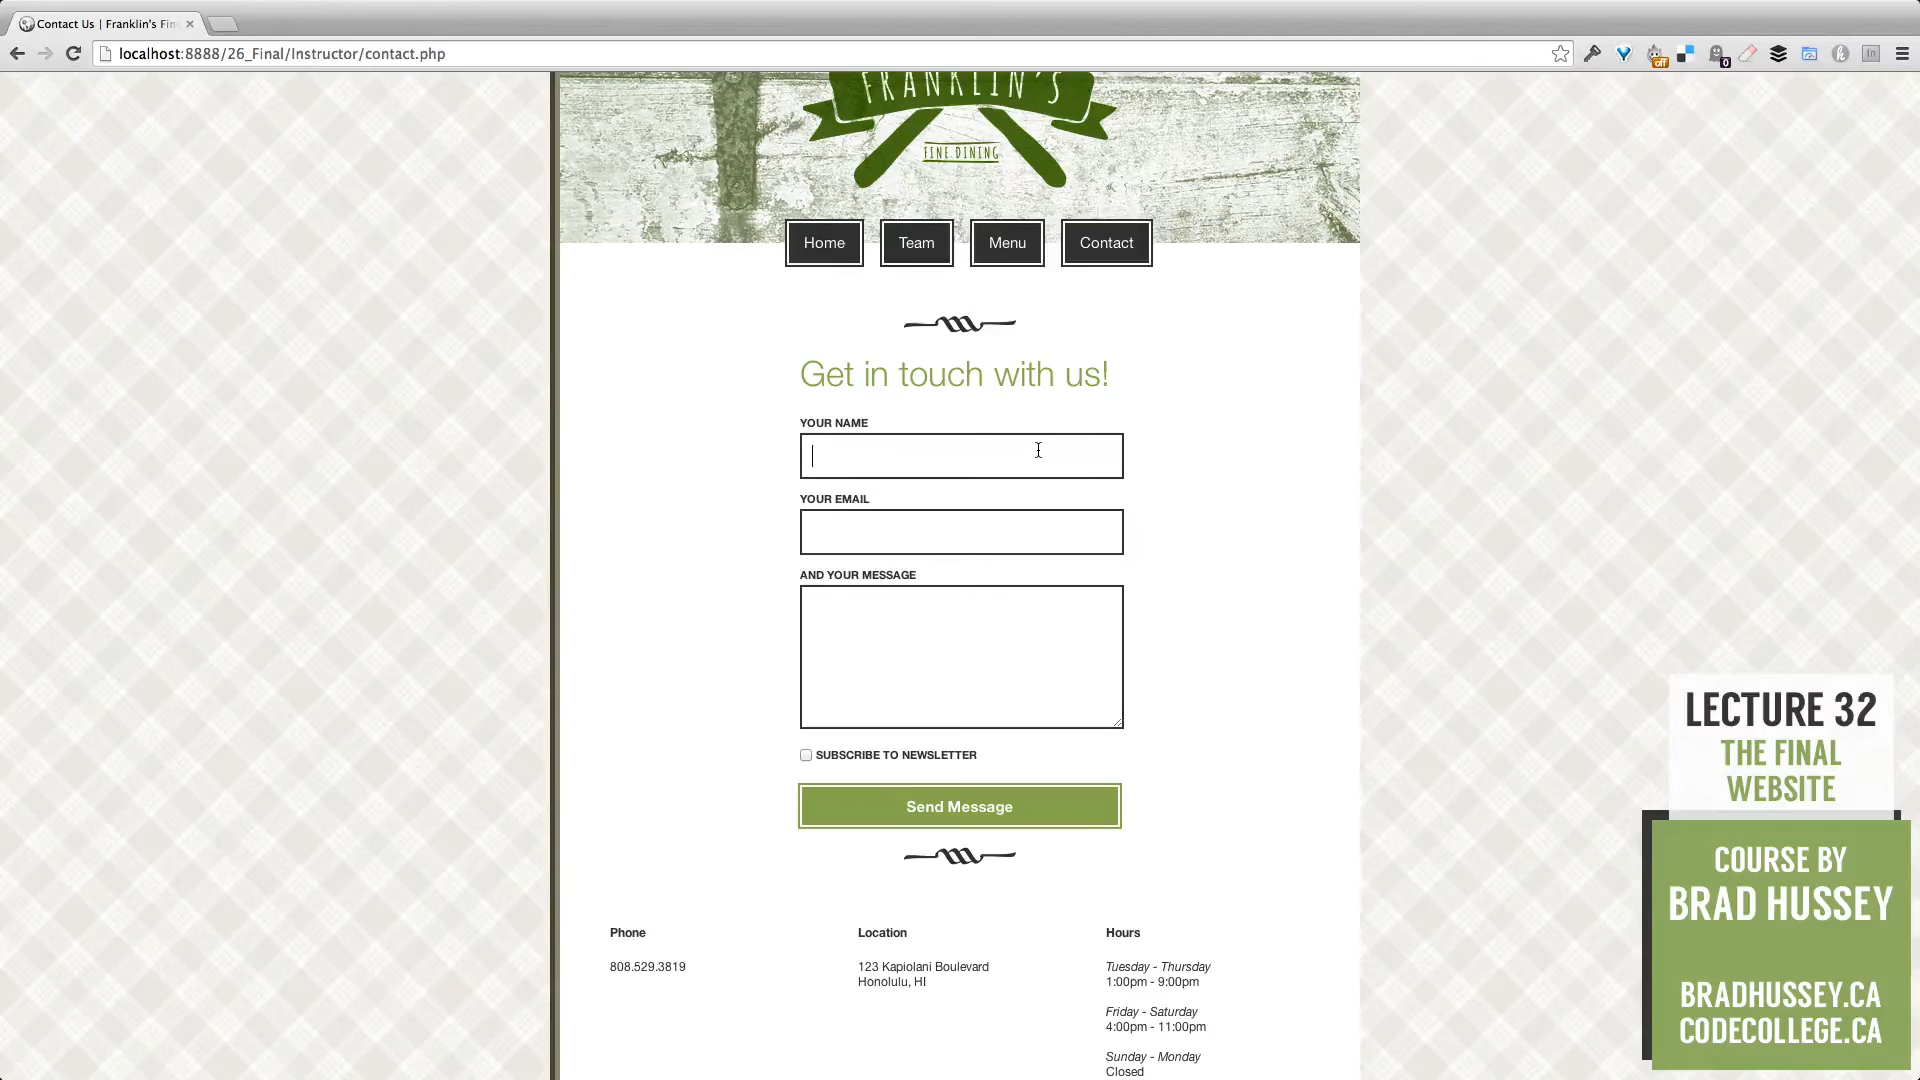 Contact Us | Franklin's Fin
localhost:8888/26_Final/Instructor/contact.php
off
0
In
FRANKLIN'S
FINE DINING
Home
Team
Menu
Contact
Get in touch with us!
YOUR NAME
YOUR EMAIL
AND YOUR MESSAGE
SUBSCRIBE TO NEWSLETTER
Send Message
Phone
808.529.3819
Location
123 Kapiolani Boulevard
Honolulu, HI
Hours
Tuesday - Thursday
1:00pm - 9:00pm
Friday - Saturday
4:00pm - 11:00pm
Sunday - Monday
Closed
LECTURE 32
THE FINAL
WEBSITE
COURSE BY
BRAD HUSSEY
BRADHUSSEY.CA
CODECOLLEGE.CA